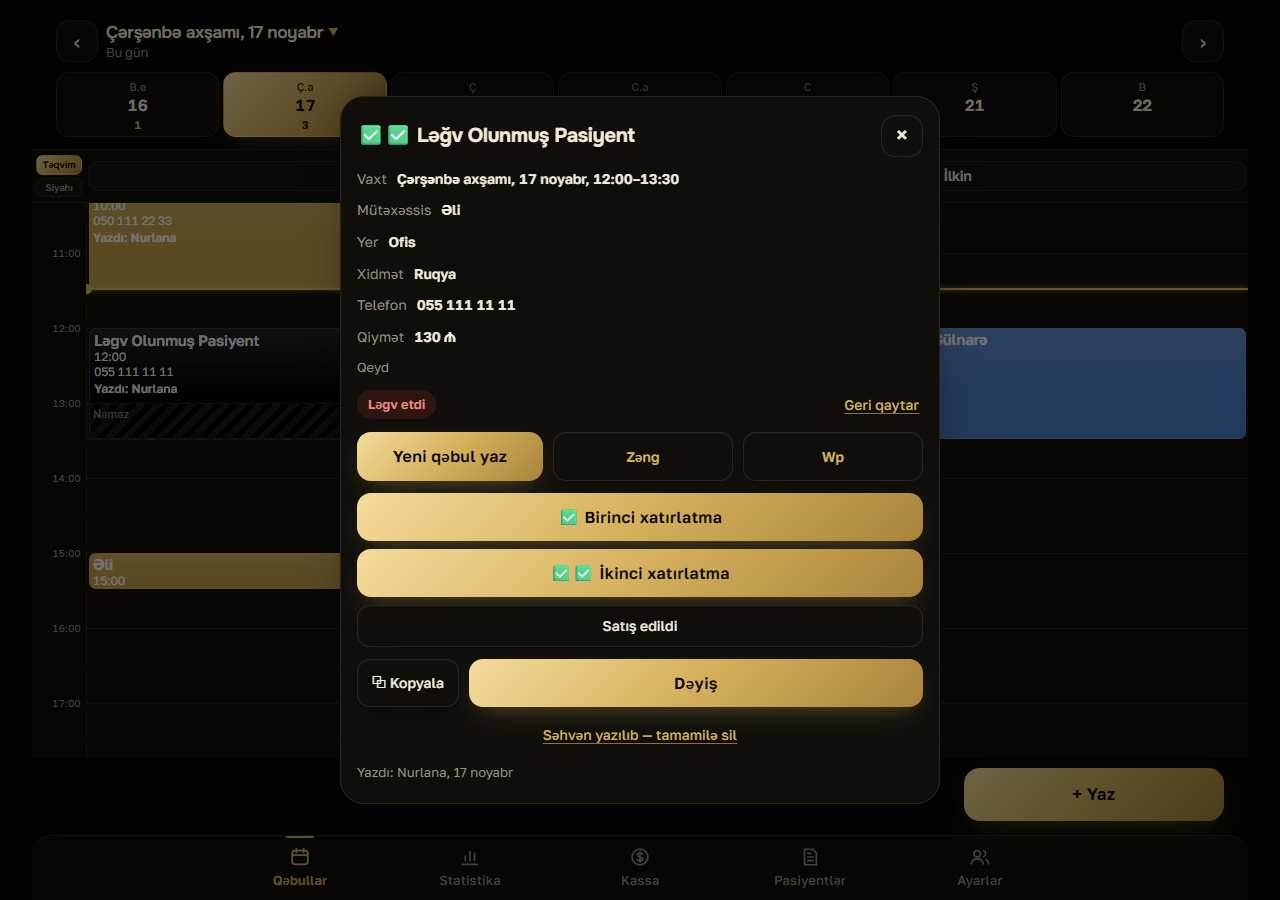 ‹
Çərşənbə axşamı, 17 noyabr ▼
Bu gün
›
B.e
16
1
Ç.a
17
3
Ç
C.a
C
Ş
21
B
22
Təqvim
Siyahı
İlkin
10:00
050 111 22 33
Yazdı: Nurlana
11:00
12:00
Ləğv Olunmuş Pasiyent
12:00
055 111 11 11
Yazdı: Nurlana
13:00
Namaz
14:00
15:00
Əli
15:00
16:00
17:00
Gülnarə
✅✅ Ləğv Olunmuş Pasiyent
×
Vaxt Çərşənbə axşamı, 17 noyabr, 12:00–13:30
Mütəxəssis Əli
Yer Ofis
Xidmət Ruqya
Telefon 055 111 11 11
Qiymət 130 ₼
Qeyd
Ləğv etdi
Geri qaytar
Yeni qəbul yaz
Zəng
Wp
✅ Birinci xatırlatma
✅✅ İkinci xatırlatma
Satış edildi
Kopyala
Dəyiş
Səhvən yazılıb — tamamilə sil
Yazdı: Nurlana, 17 noyabr
+ Yaz
Qəbullar
Statistika
Kassa
Pasiyentlər
Ayarlar